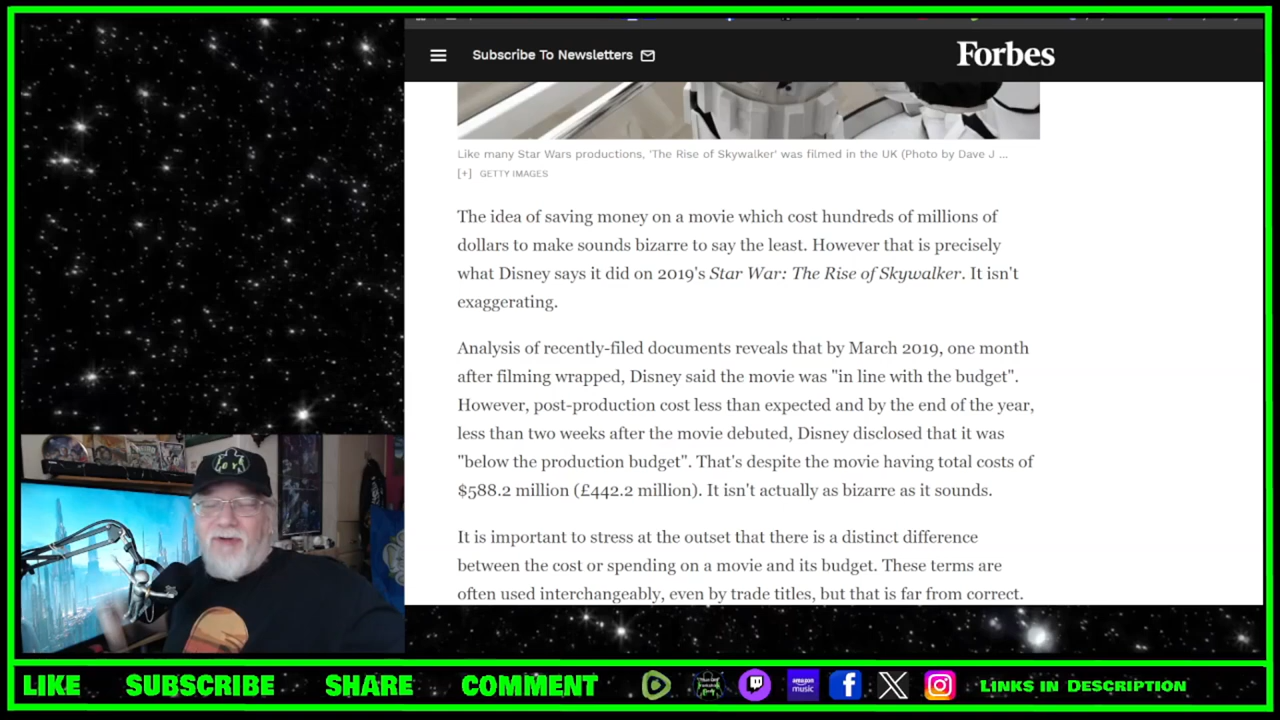 Subscribe To Newsletters
Forbes
Like many Star Wars productions, 'The Rise of Skywalker' was filmed in the UK (Photo by Dave J ...
[+] GETTY IMAGES
The idea of saving money on a movie which cost hundreds of millions of
dollars to make sounds bizarre to say the least. However that is precisely
what Disney says it did on 2019's Star War: The Rise of Skywalker. It isn't
exaggerating.
Analysis of recently-filed documents reveals that by March 2019, one month
after filming wrapped, Disney said the movie was "in line with the budget".
However, post-production cost less than expected and by the end of the year,
less than two weeks after the movie debuted, Disney disclosed that it was
"below the production budget". That's despite the movie having total costs of
$588.2 million (£442.2 million). It isn't actually as bizarre as it sounds.
It is important to stress at the outset that there is a distinct difference
between the cost or spending on a movie and its budget. These terms are
often used interchangeably, even by trade titles, but that is far from correct.
LIKE SUBSCRIBE SHARE COMMENT amazon music LINKS IN DESCRIPTION